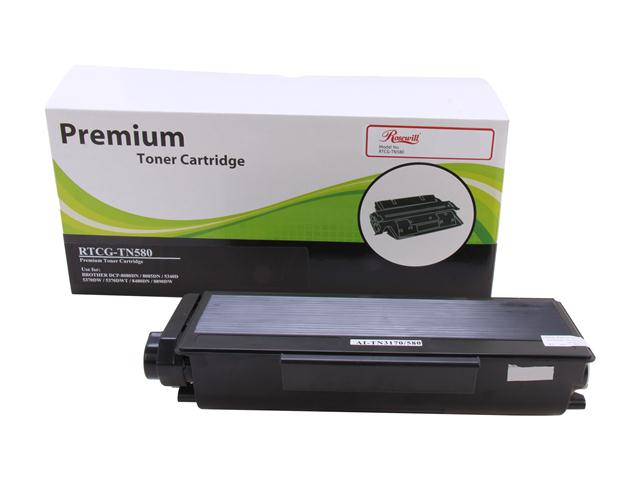 Premium
Toner Cartridge
Rosewill
Model No:
RTCG-TN580
RTCG-TN580
Premium Toner Cartridge
Use for:
BROTHER DCP-8080DN / 8085DN / 5340D
5370DW / 5370DWT / 8480DN / 8890DW
AL-TN3170/580